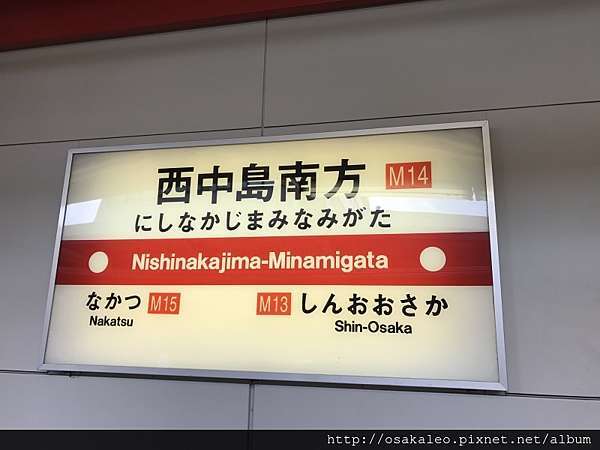 西中島南方 M14
にしなかじまみなみがた
Nishinakajima-Minamigata
なかつ M15 M13 しんおおさか
Nakatsu Shin-Osaka
http://osakaleo.pixnet.net/album